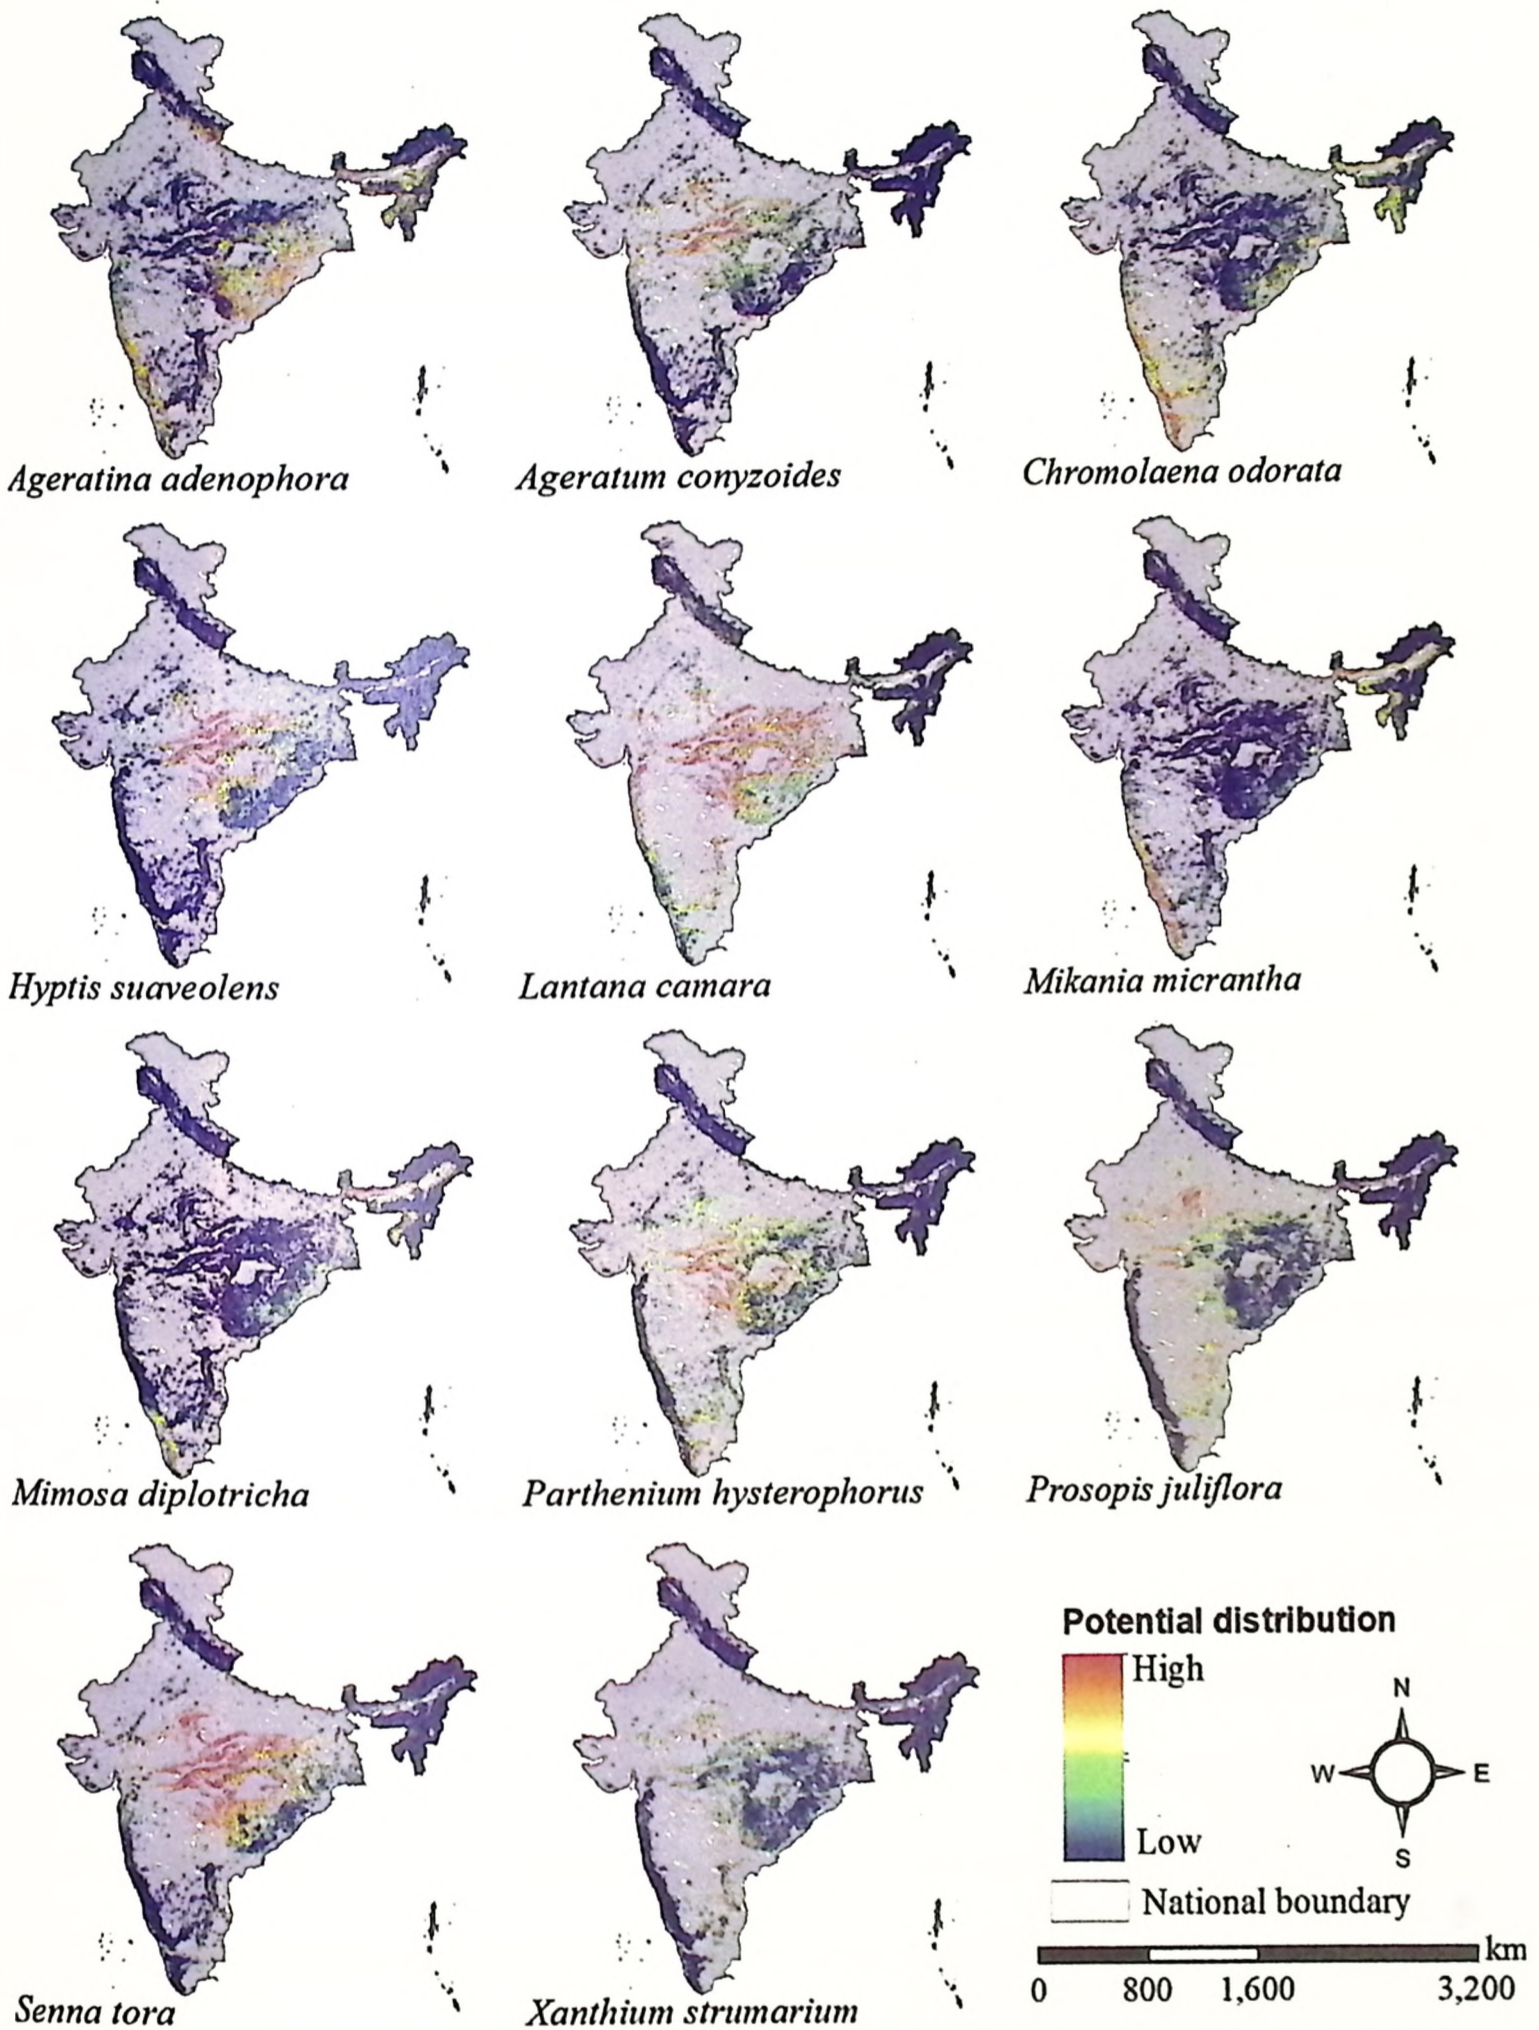 Ageratina adenophora
Ageratum conyzoides
Chromolaena odorata
Hyptis suaveolens
Lantana camara
Mikania micrantha
Mimosa diplotricha
Parthenium hysterophorus
Prosopis juliflora
Senna tora
Xanthium strumarium
Potential distribution
High
Low
National boundary
N
W
E
S
km
0 800 1,600 3,200